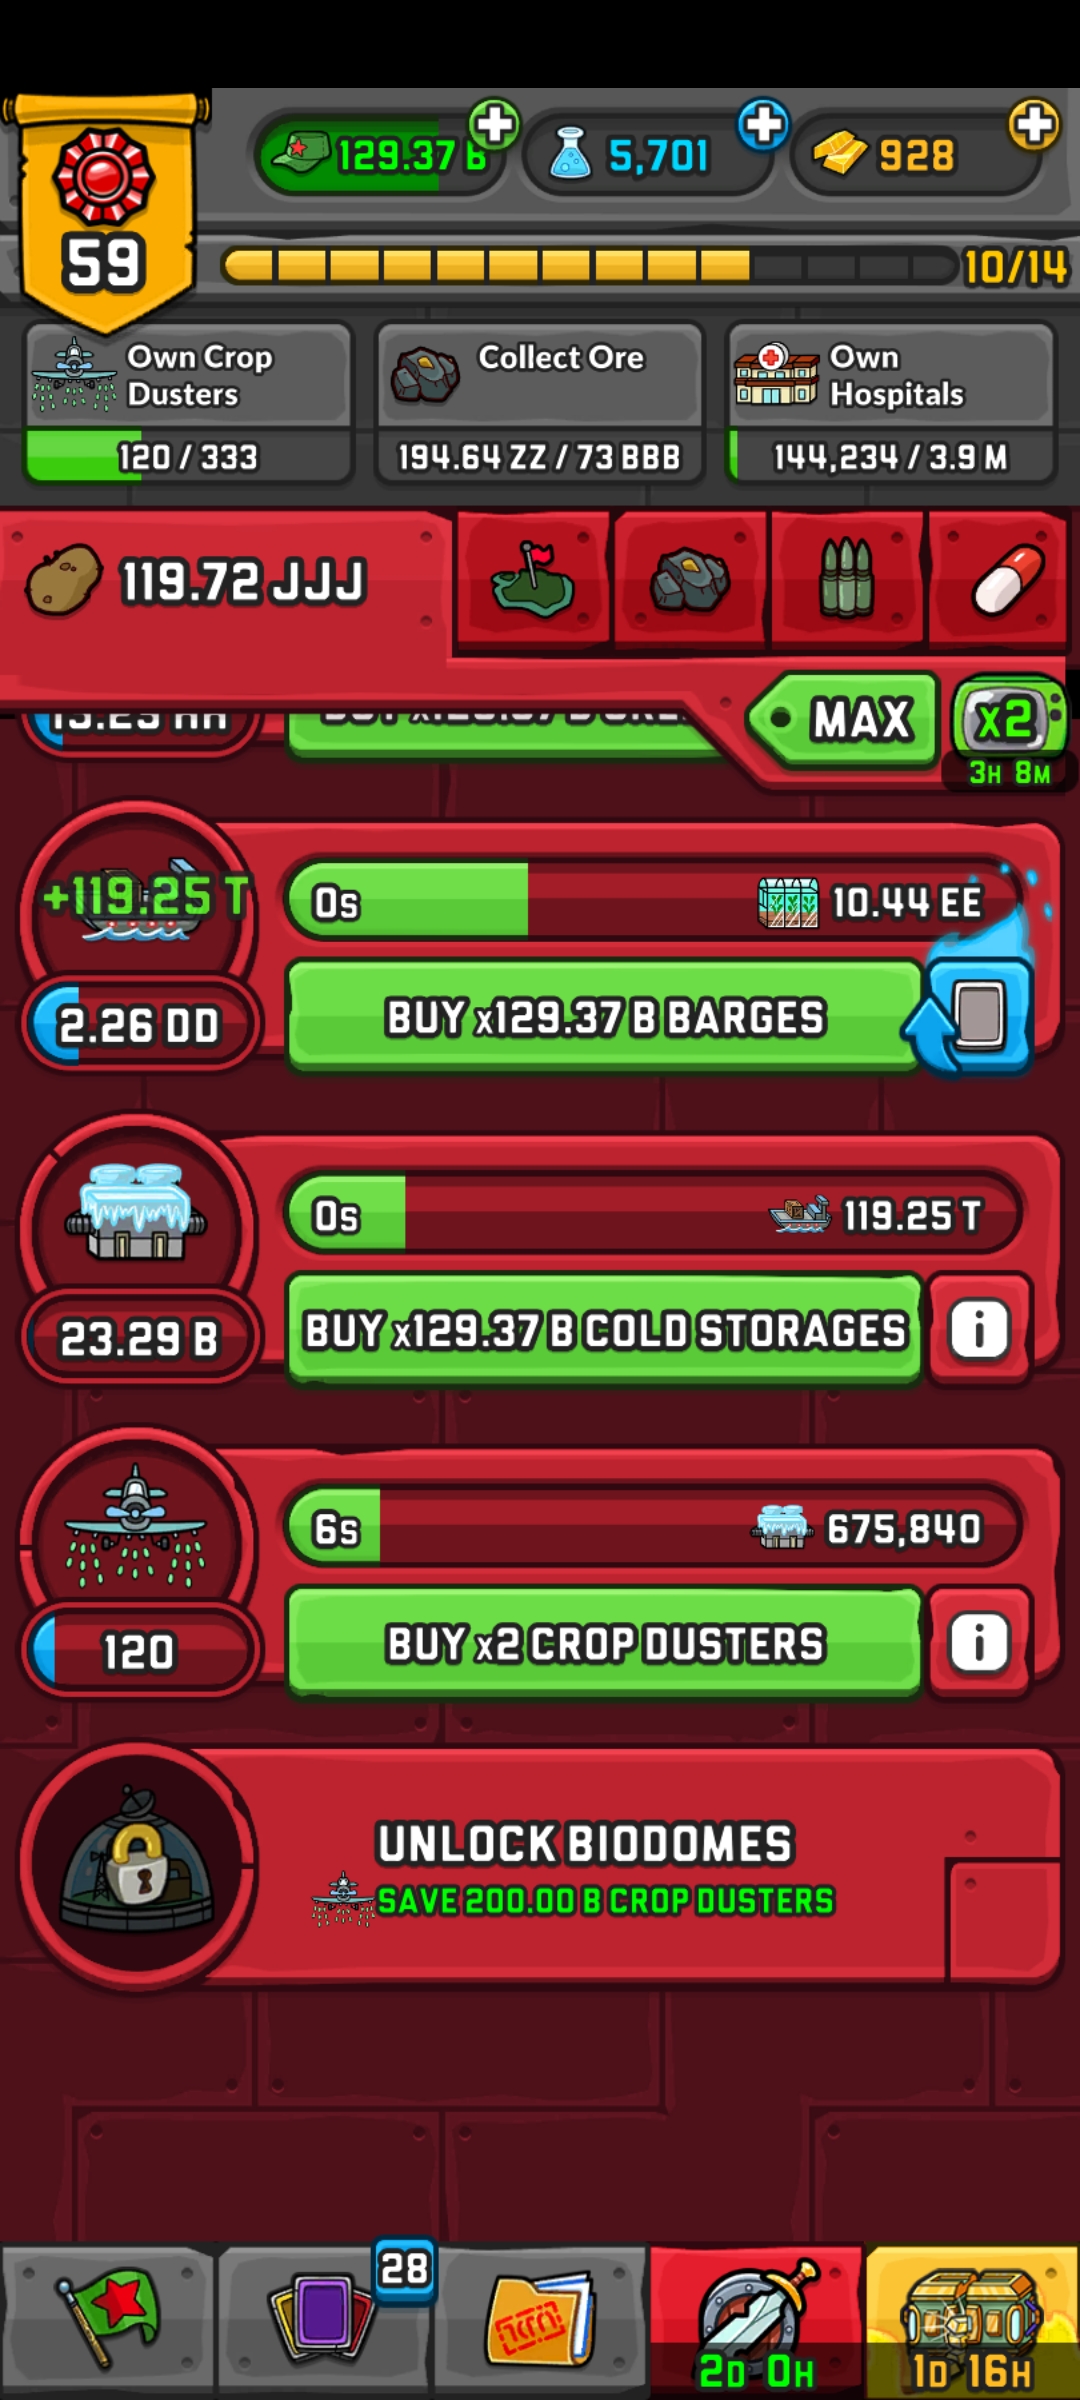 59
129.37 B
5,701
928
10/14
Own Crop
Dusters
120 / 333
Collect Ore
194.64 ZZ / 73 BBB
Own
Hospitals
144,234 / 3.9 M
119.72 JJJ
MAX
x2
3H 8M
+119.25 T
0s
10.44 EE
2.26 DD
BUY x129.37 B BARGES
0s
119.25 T
23.29 B
BUY x129.37 B COLD STORAGES
i
6s
675,840
120
BUY x2 CROP DUSTERS
i
UNLOCK BIODOMES
SAVE 200.00 B CROP DUSTERS
28
2D 0H
1D 16H